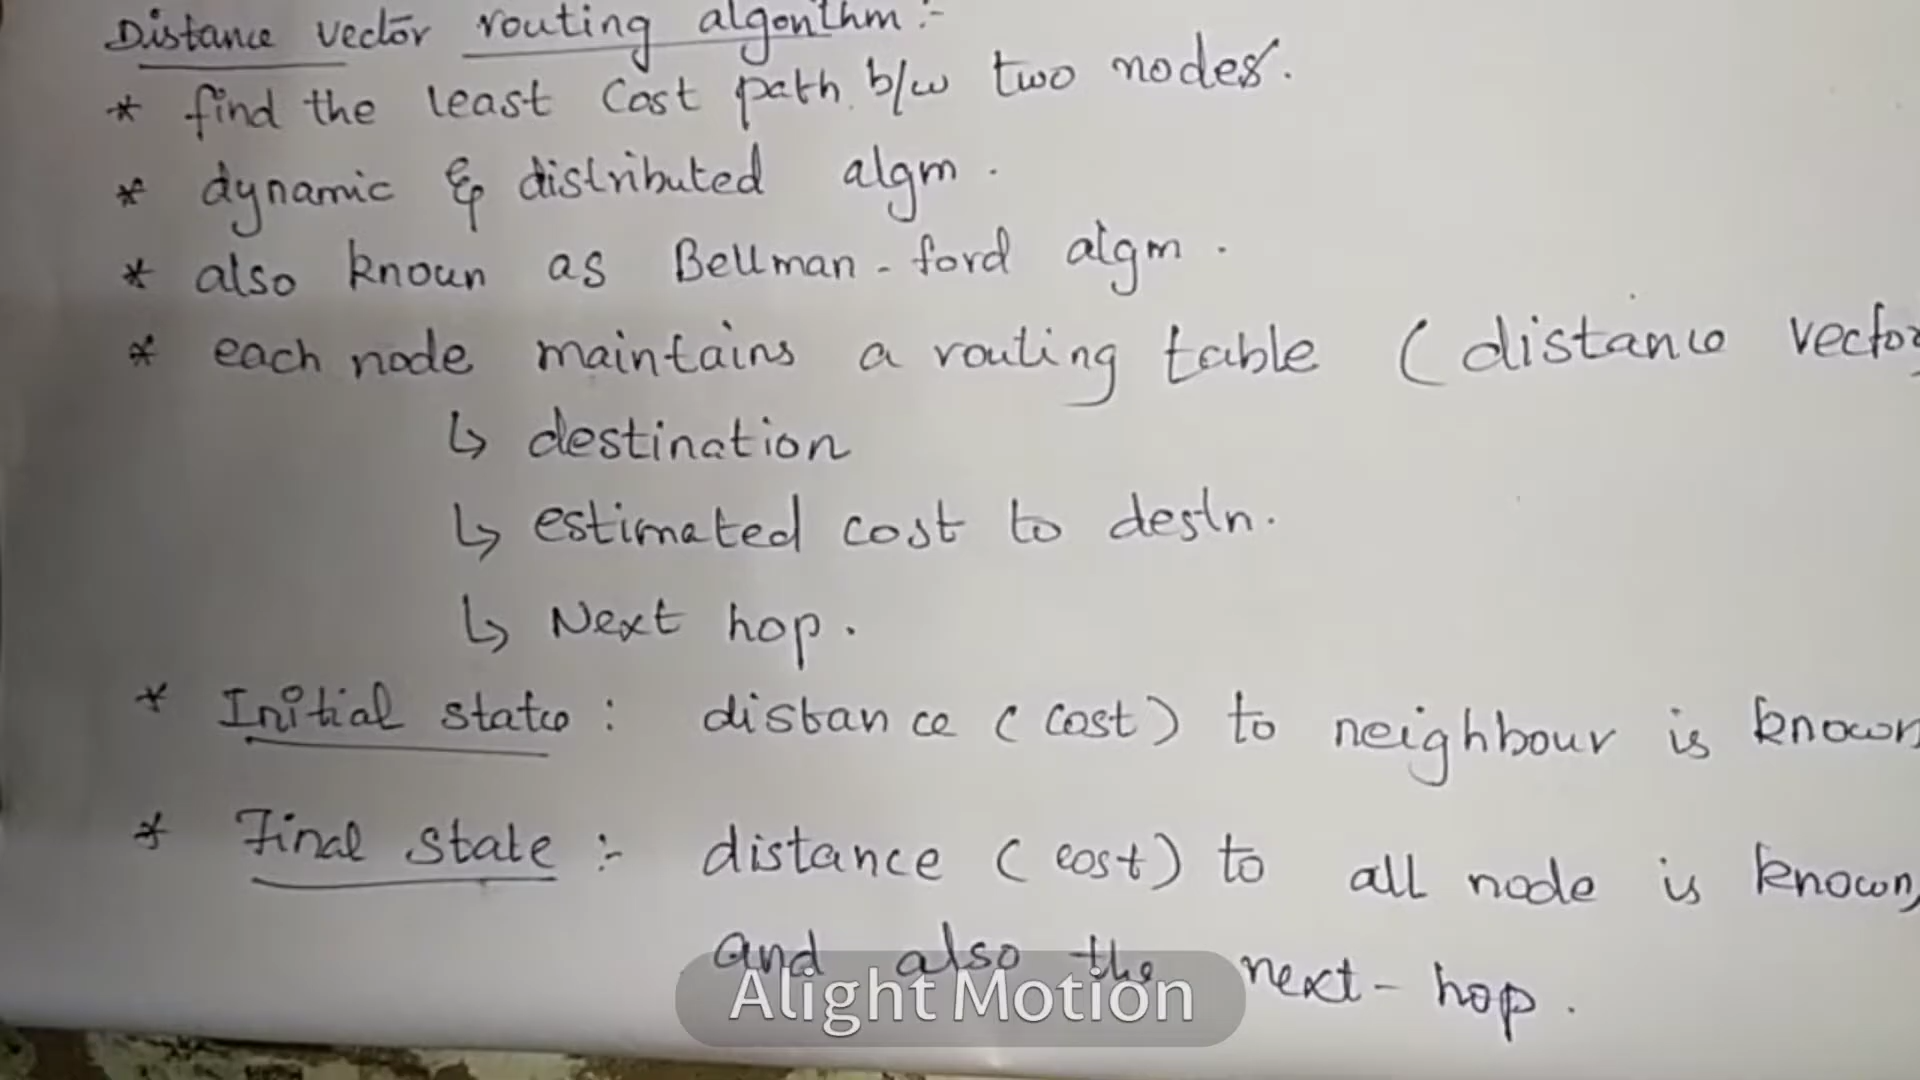 Distance vector routing algorithm :-
* find the least cost path b/w two nodes.
* dynamic & distributed algm.
* also known as Bellman-ford algm.
* each node maintains a routing table (distance vector
↳ destination
↳ estimated cost to destn.
↳ Next hop.
* Initial state : distance (cost) to neighbour is known
* Final state :- distance (cost) to all node is known,
and also the next-hop.
Alight Motion